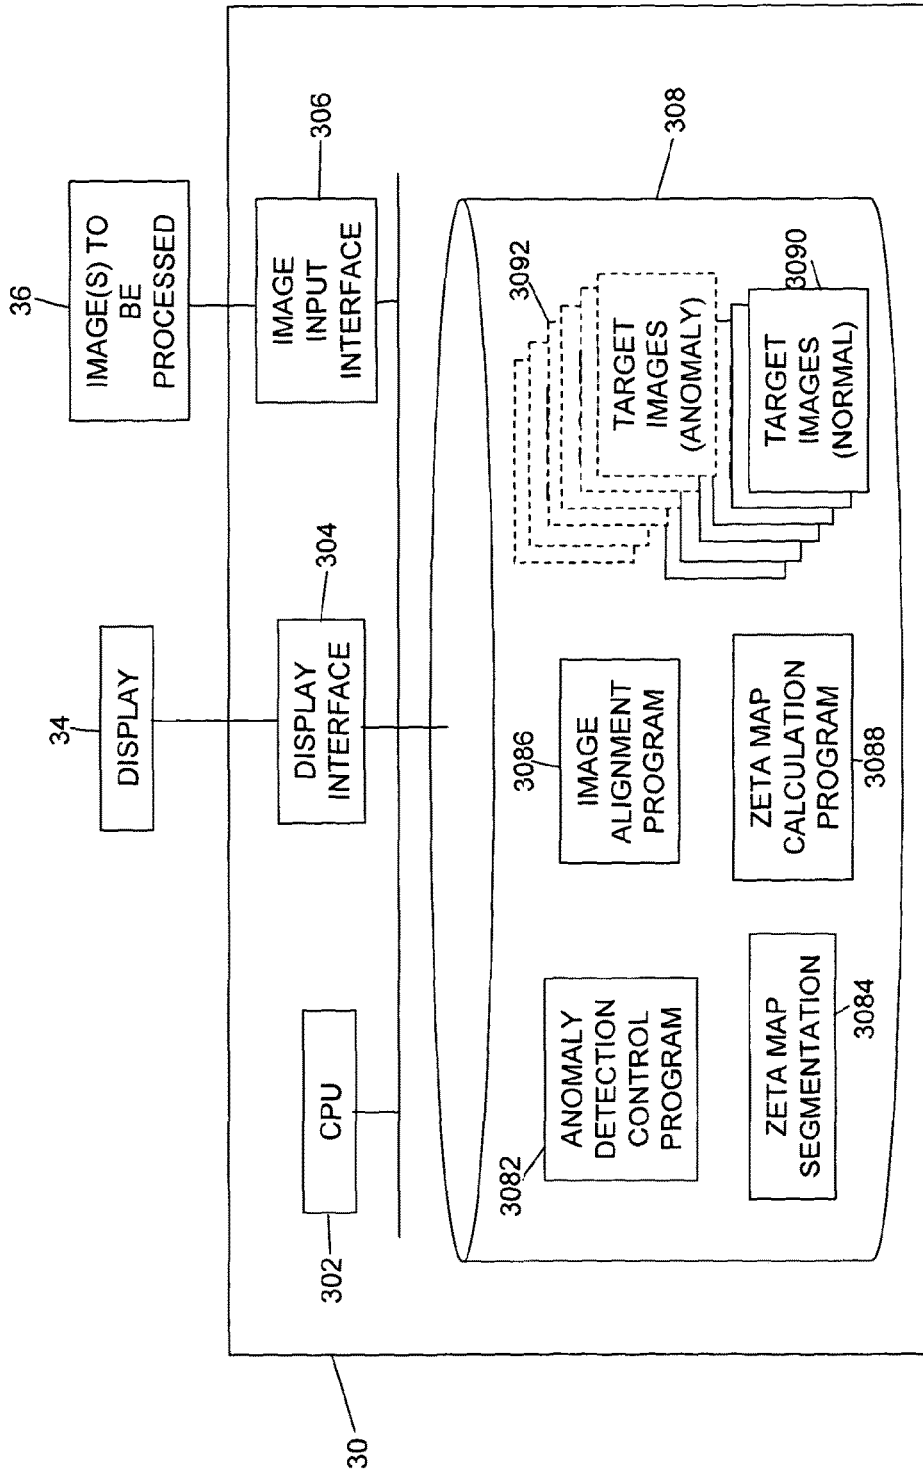 34
DISPLAY
36
IMAGE(S) TO
BE
PROCESSED
30
302
CPU
DISPLAY
INTERFACE
304
IMAGE
INPUT
INTERFACE
306
308
3082
ANOMALY
DETECTION
CONTROL
PROGRAM
3086
IMAGE
ALIGNMENT
PROGRAM
3092
TARGET
IMAGES
(ANOMALY)
ZETA MAP
SEGMENTATION
3084
ZETA MAP
CALCULATION
PROGRAM
3088
TARGET
IMAGES
(NORMAL)
3090